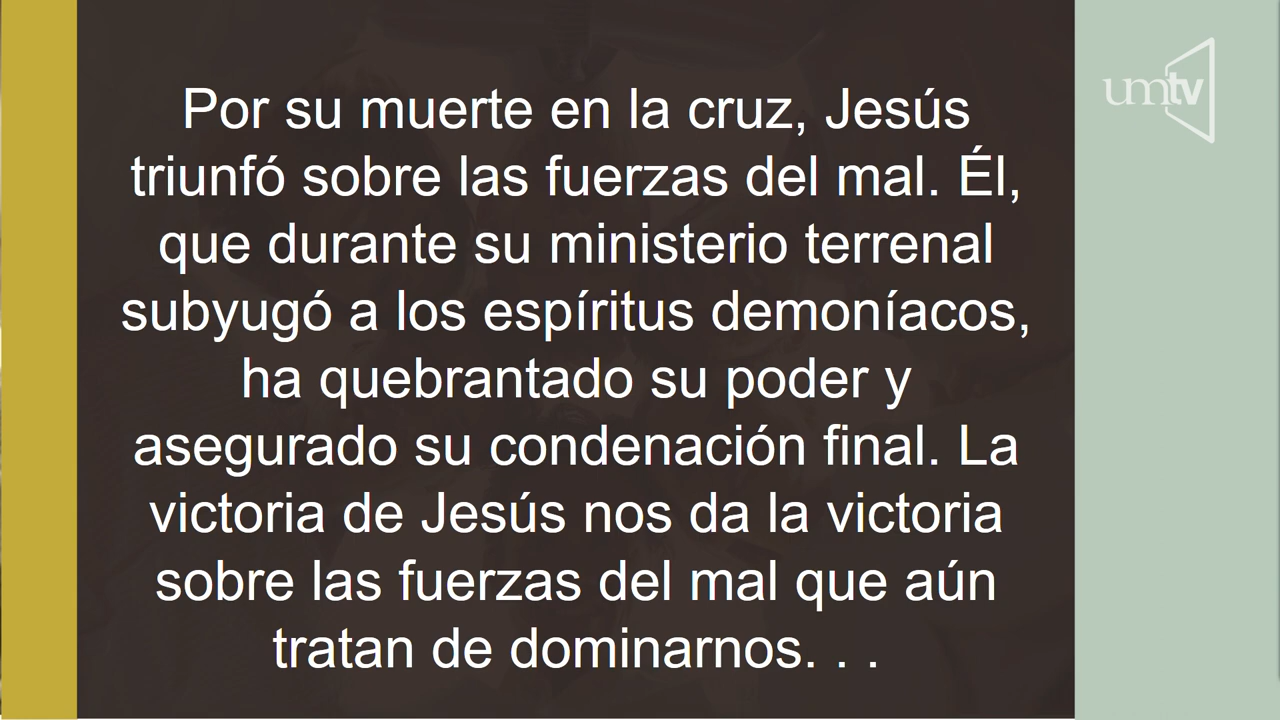 Por su muerte en la cruz, Jesús
triunfó sobre las fuerzas del mal. Él,
que durante su ministerio terrenal
subyugó a los espíritus demoníacos,
ha quebrantado su poder y
asegurado su condenación final. La
victoria de Jesús nos da la victoria
sobre las fuerzas del mal que aún
tratan de dominarnos. . .
umtv